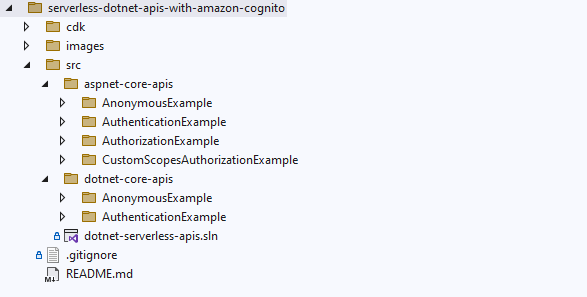 serverless-dotnet-apis-with-amazon-cognito
cdk
images
src
aspnet-core-apis
AnonymousExample
AuthenticationExample
AuthorizationExample
CustomScopesAuthorizationExample
dotnet-core-apis
AnonymousExample
AuthenticationExample
dotnet-serverless-apis.sln
.gitignore
M↓ README.md